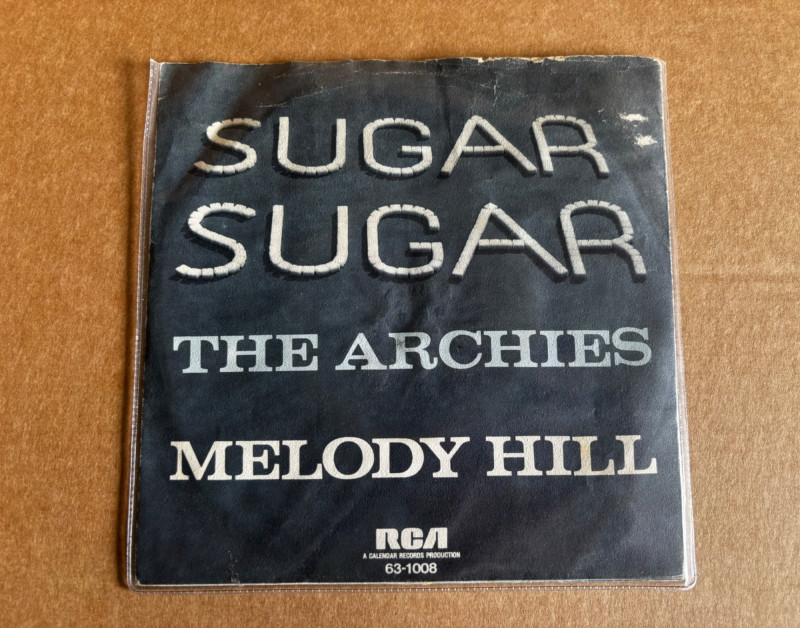 SUGAR
SUGAR
THE ARCHIES
MELODY HILL
RCA
A CALENDAR RECORDS PRODUCTION
63-1008